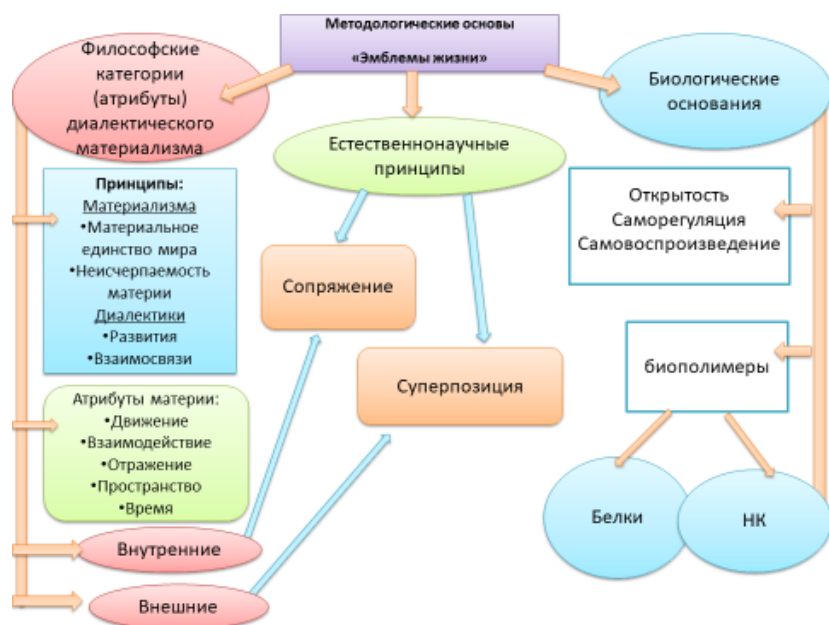 Методологические основы
«Эмблемы жизни»
Философские
категории
(атрибуты)
диалектического
материализма
Естественнонаучные
принципы
Биологические
основания
Принципы:
Материализма
•Материальное
единство мира
•Неисчерпаемость
материи
Диалектики
•Развития
•Взаимосвязи
Сопряжение
Суперпозиция
Открытость
Саморегуляция
Самовоспроизведение
биополимеры
Атрибуты материи:
•Движение
•Взаимодействие
•Отражение
•Пространство
•Время
Белки
НК
Внутренние
Внешние